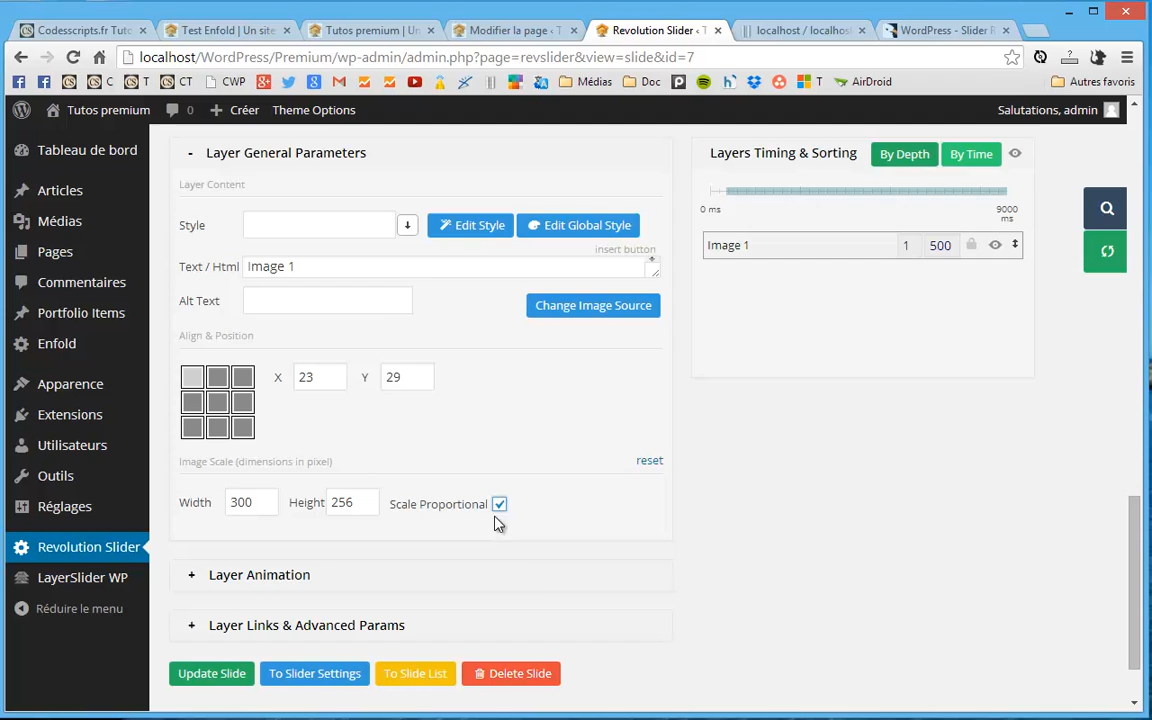 Codesscripts.fr Tuto
Test Enfold | Un site
Tutos premium | Un
Modifier la page ‹ T
Revolution Slider ‹ T
localhost / localhos
WordPress - Slider R
localhost/WordPress/Premium/wp-admin/admin.php?page=revslider&view=slide&id=7
C T CT CWP Médias Doc T AirDroid Autres favoris
Tutos premium 0 Créer Theme Options Salutations, admin
Tableau de bord
Articles
Médias
Pages
Commentaires
Portfolio Items
Enfold
Apparence
Extensions
Utilisateurs
Outils
Réglages
Revolution Slider
LayerSlider WP
Réduire le menu
- Layer General Parameters
Layer Content
Style Edit Style Edit Global Style
insert button
Text / Html Image 1
Alt Text Change Image Source
Align & Position
X 23 Y 29
Image Scale (dimensions in pixel) reset
Width 300 Height 256 Scale Proportional
+ Layer Animation
+ Layer Links & Advanced Params
Update Slide To Slider Settings To Slide List Delete Slide
Layers Timing & Sorting By Depth By Time
0 ms 9000
ms
Image 1 1 500